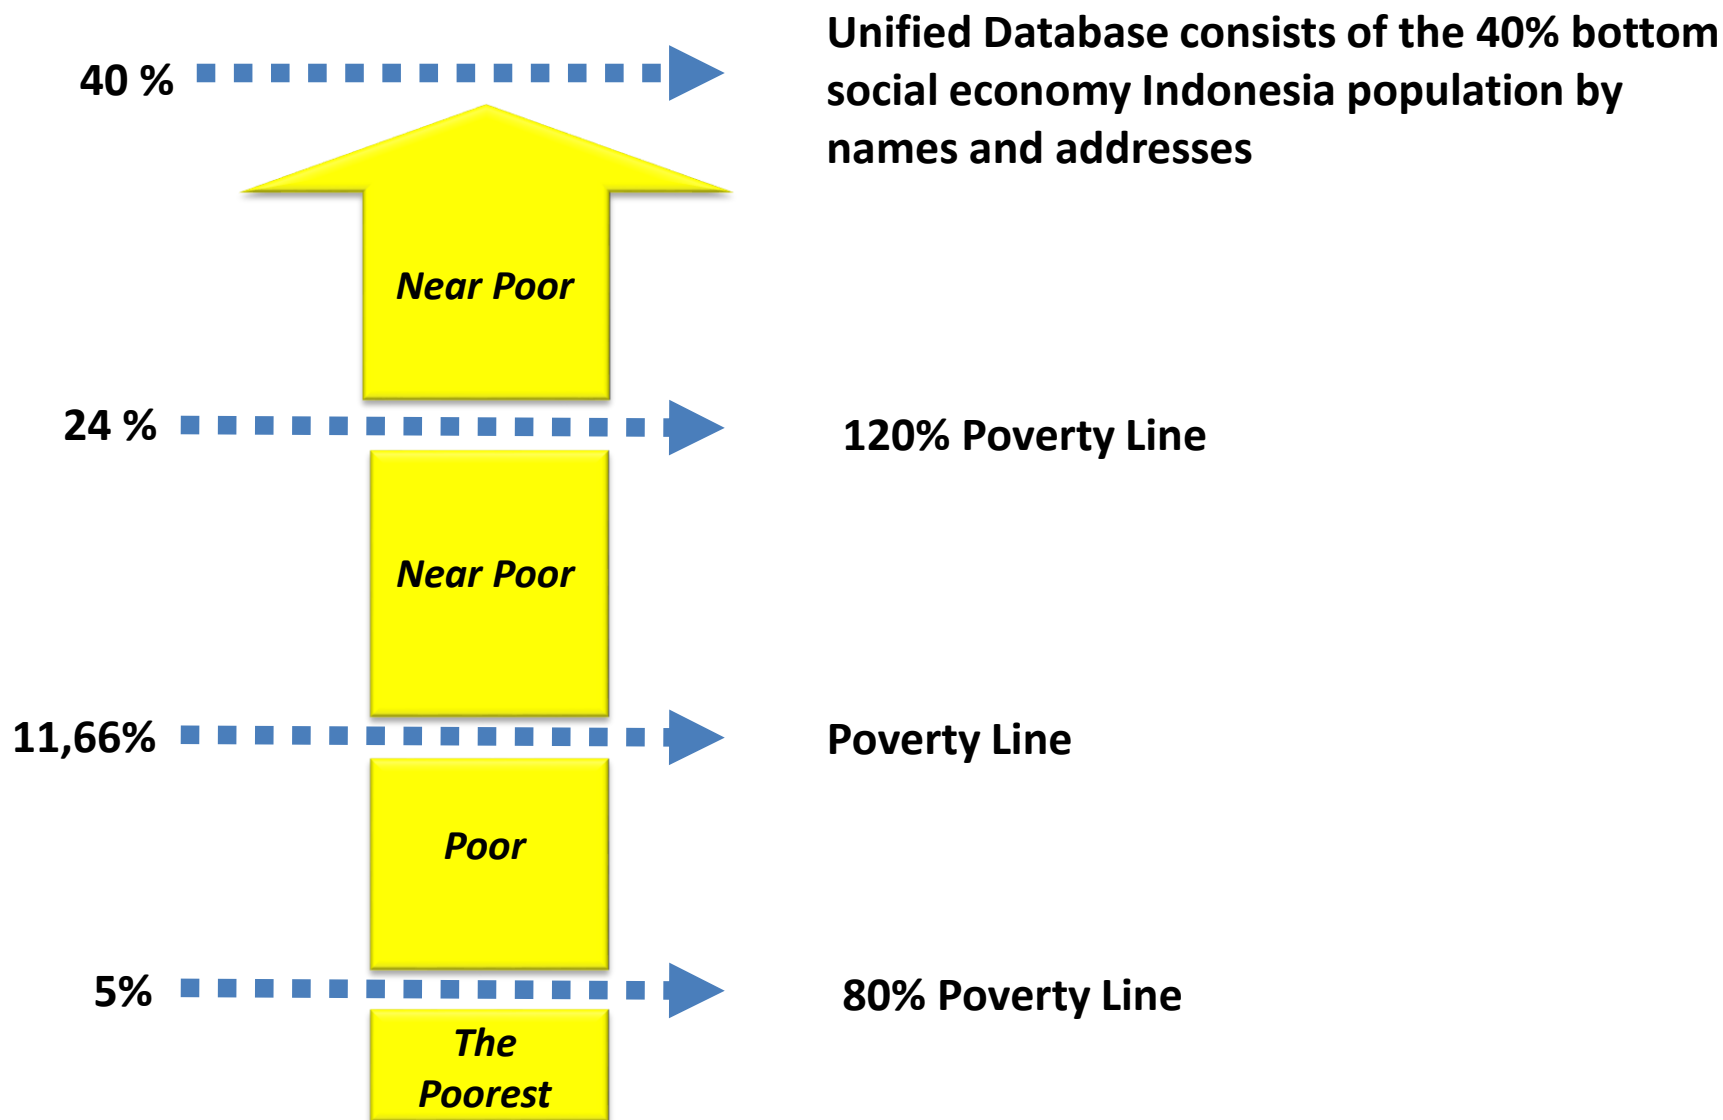 Unified Database consists of the 40% bottom
40 %
social economy Indonesia population by
names and addresses
Near Poor
24 %
120% Poverty Line
Near Poor
11,66%
Poverty Line
Poor
5%
80% Poverty Line
The
Poorest